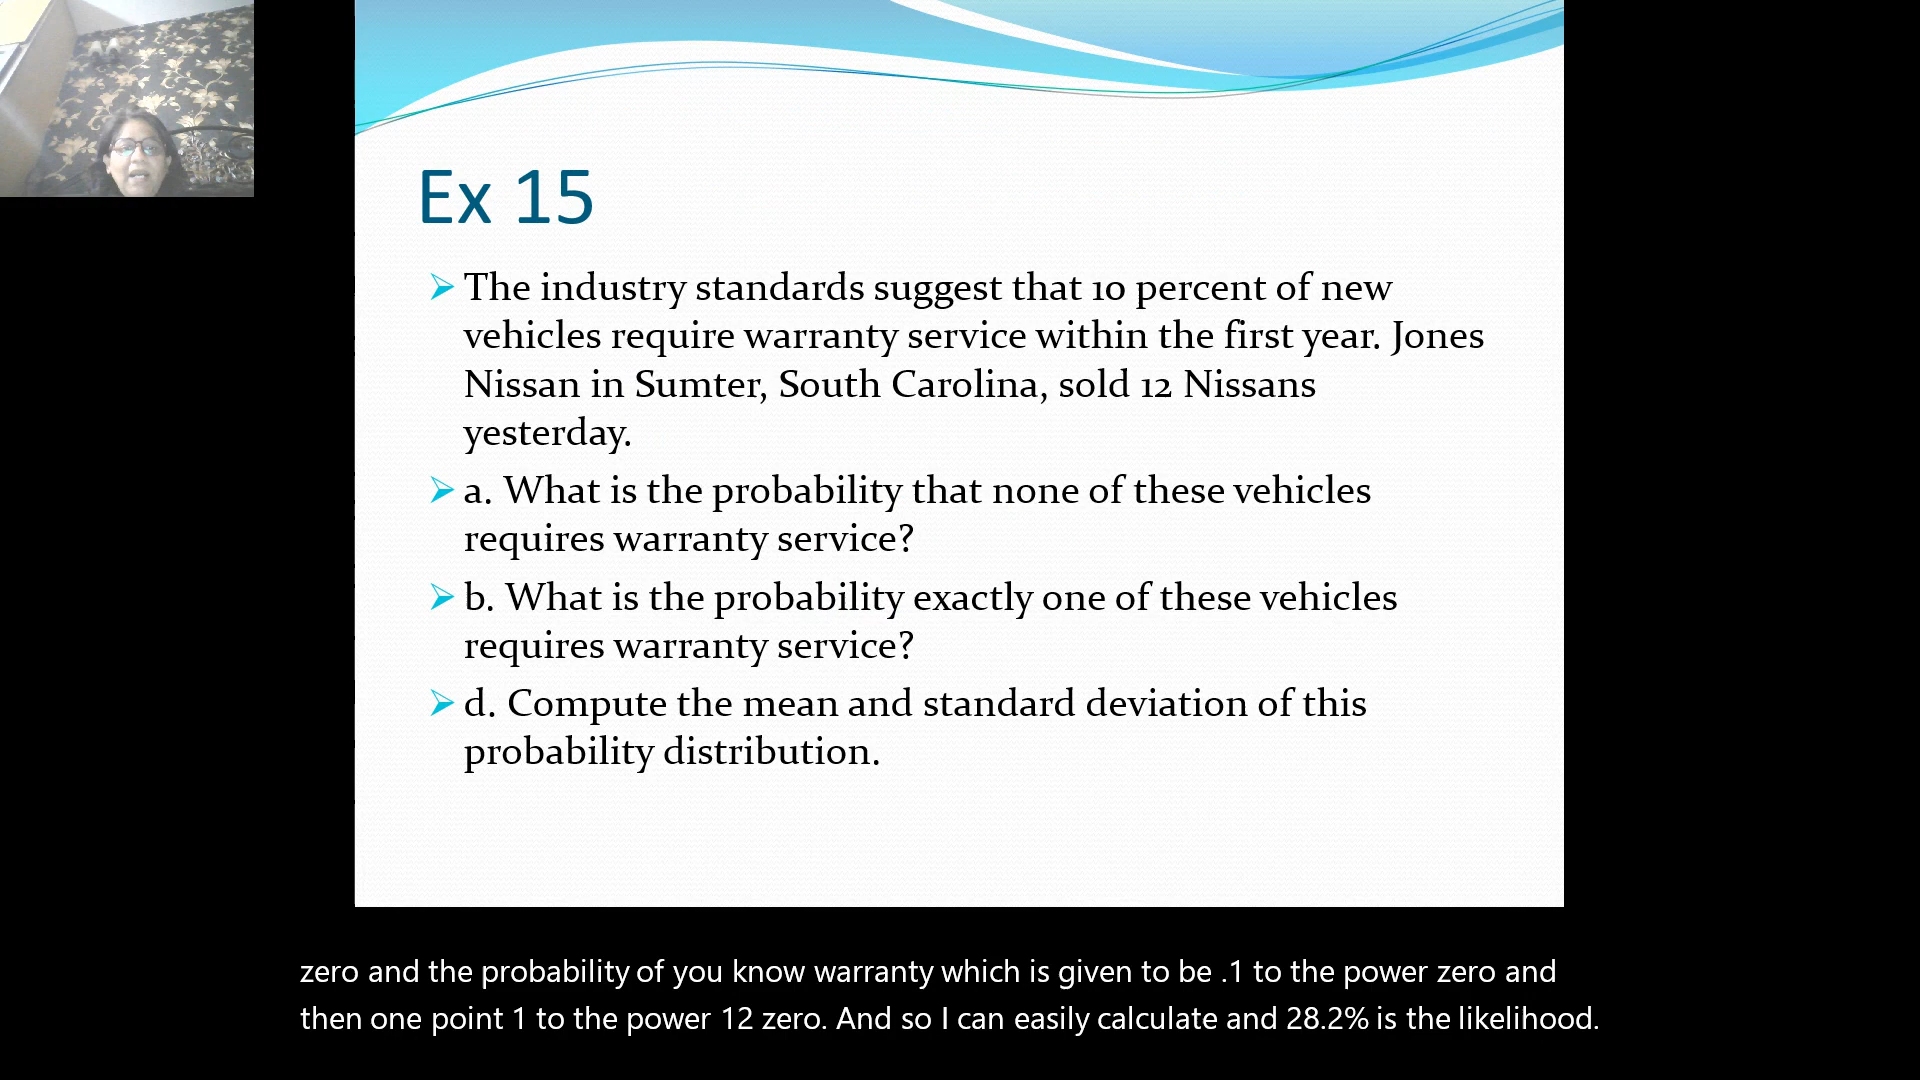 Ex 15
The industry standards suggest that 10 percent of new
vehicles require warranty service within the first year. Jones
Nissan in Sumter, South Carolina, sold 12 Nissans
yesterday.
a. What is the probability that none of these vehicles
requires warranty service?
b. What is the probability exactly one of these vehicles
requires warranty service?
d. Compute the mean and standard deviation of this
probability distribution.
zero and the probability of you know warranty which is given to be .1 to the power zero and
then one point 1 to the power 12 zero. And so I can easily calculate and 28.2% is the likelihood.